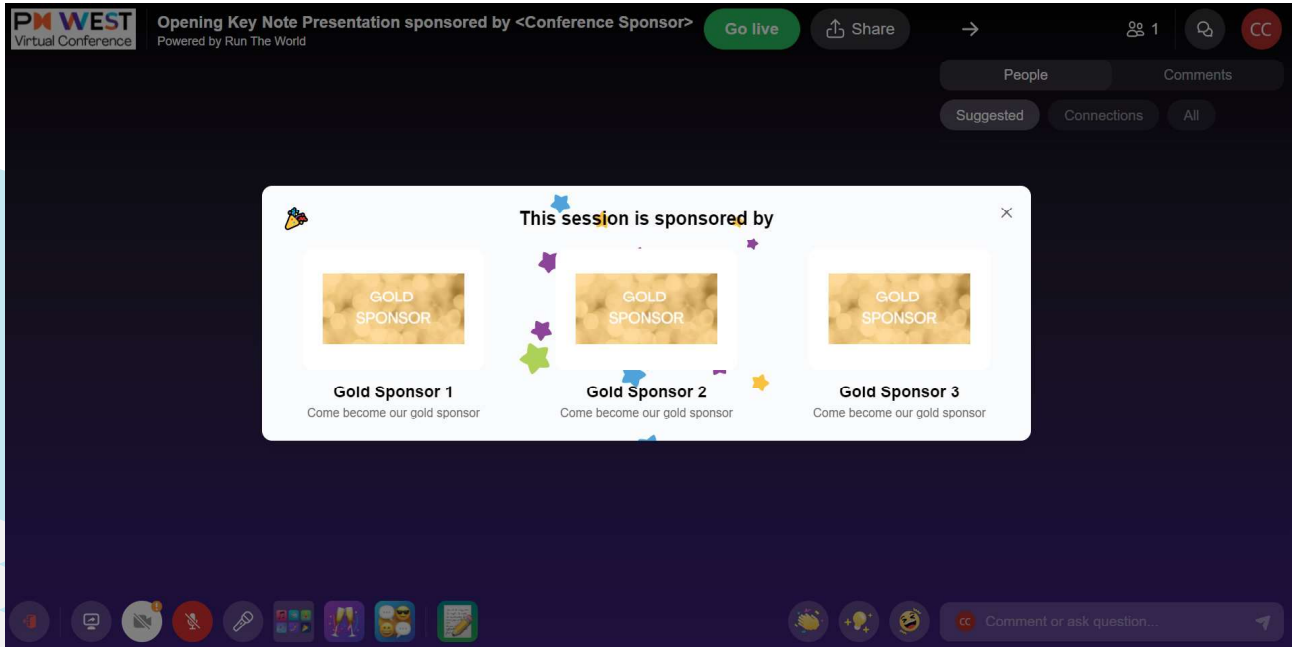 PM WEST
Virtual Conference
Opening Key Note Presentation sponsored by <Conference Sponsor>
Powered by Run The World
Go live
Share
1
CC
People
Comments
Suggested
Connections
All
This session is sponsored by
GOLD
SPONSOR
GOLD
SPONSOR
GOLD
SPONSOR
Gold Sponsor 1
Gold Sponsor 2
Gold Sponsor 3
Come become our gold sponsor
Come become our gold sponsor
Come become our gold sponsor
CC
Comment or ask question...